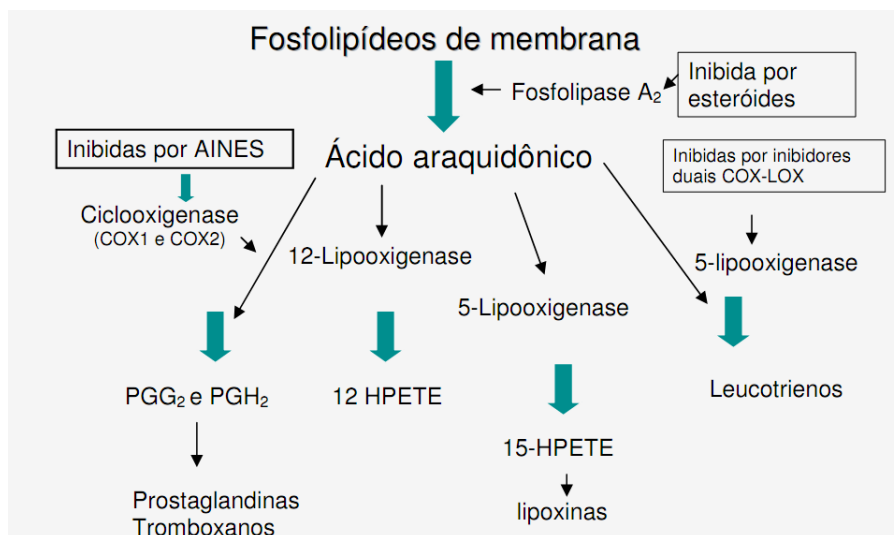 Fosfolipídeos de membrana
Fosfolipase A₂
Inibida por
esteróides
Inibidas por AINES
Ácido araquidônico
Inibidas por inibidores
duais COX-LOX
Ciclooxigenase
(COX1 e COX2)
12-Lipooxigenase
5-lipooxigenase
5-Lipooxigenase
PGG₂ e PGH₂
12 HPETE
Leucotrienos
15-HPETE
Prostaglandinas
Tromboxanos
lipoxinas